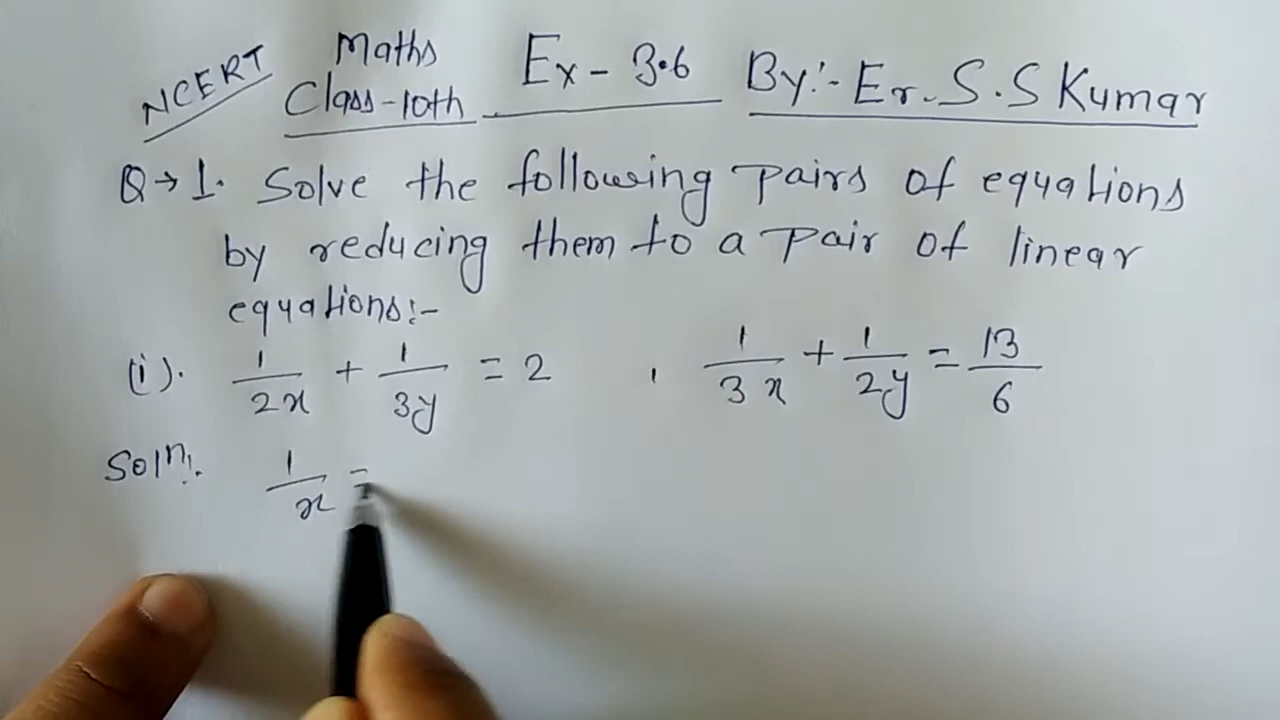 NCERT Maths Class-10th Ex-3.6 By:- Er. S.S Kumar
Q→1. Solve the following pairs of equations
by reducing them to a pair of linear
equations:-
(i). 1/2x + 1/3y = 2 , 1/3x + 1/2y = 13/6
Soln:. 1/x =